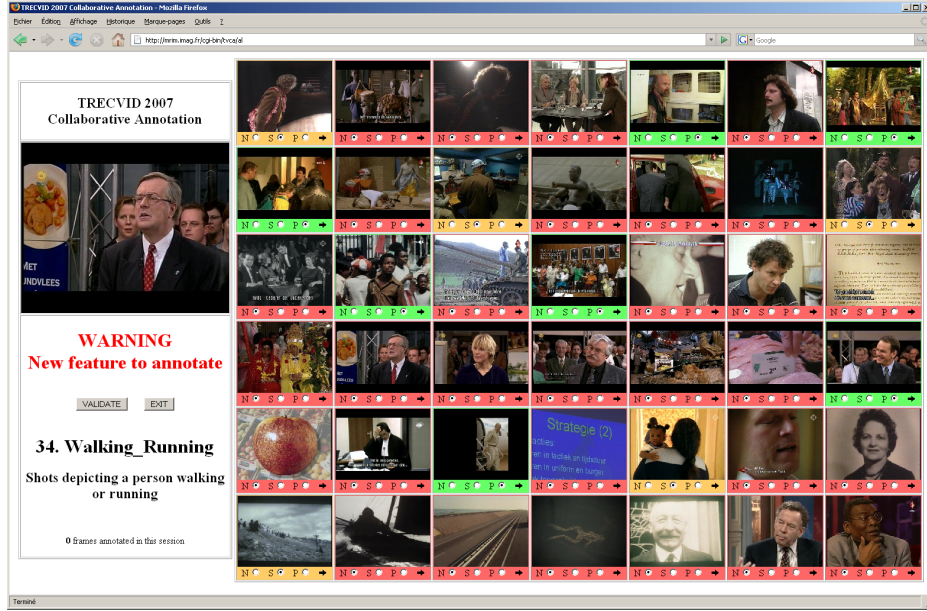 TRECVID 2007 Collaborative Annotation - Mozilla Firefox
Fichier Édition Affichage Historique Marque-pages Outils ?
http://mrim.imag.fr/cgi-bin/tvca/al
Google
TRECVID 2007
Collaborative Annotation
WARNING
New feature to annotate
VALIDATE EXIT
34. Walking_Running
Shots depicting a person walking
or running
0 frames annotated in this session
N S P N S P N S P N S P N S P N S P N S P
N S P N S P N S P N S P N S P N S P N S P
N S P N S P N S P N S P N S P N S P N S P
N S P N S P N S P N S P N S P N S P N S P
Strategie (2)
acties:
N S P N S P N S P N S P N S P N S P N S P
N S P N S P N S P N S P N S P N S P N S P
Terminé